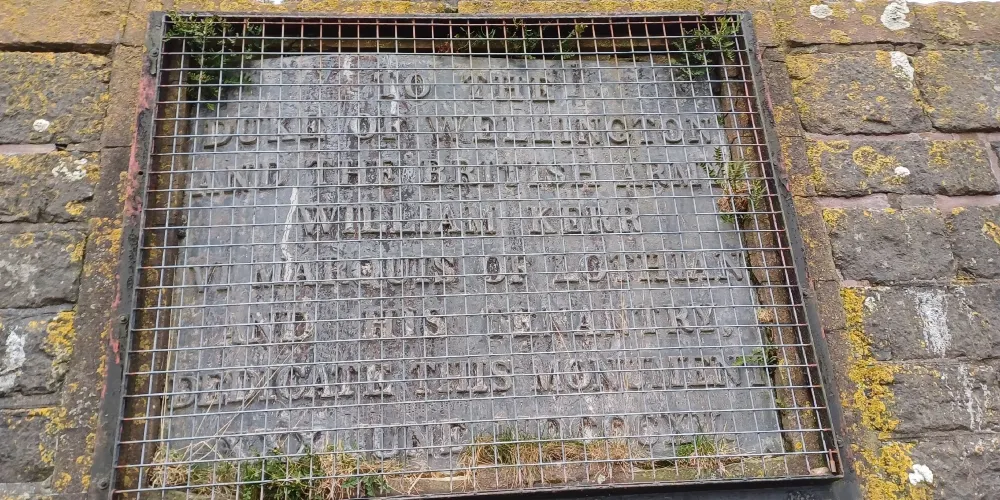 TO THE
DUKE OF WELLINGTON
AND THE BRITISH ARMY
WILLIAM KERR
VI MARQUIS OF LOTHIAN
AND HIS TENANTRY
DEDICATE THIS MONUMENT